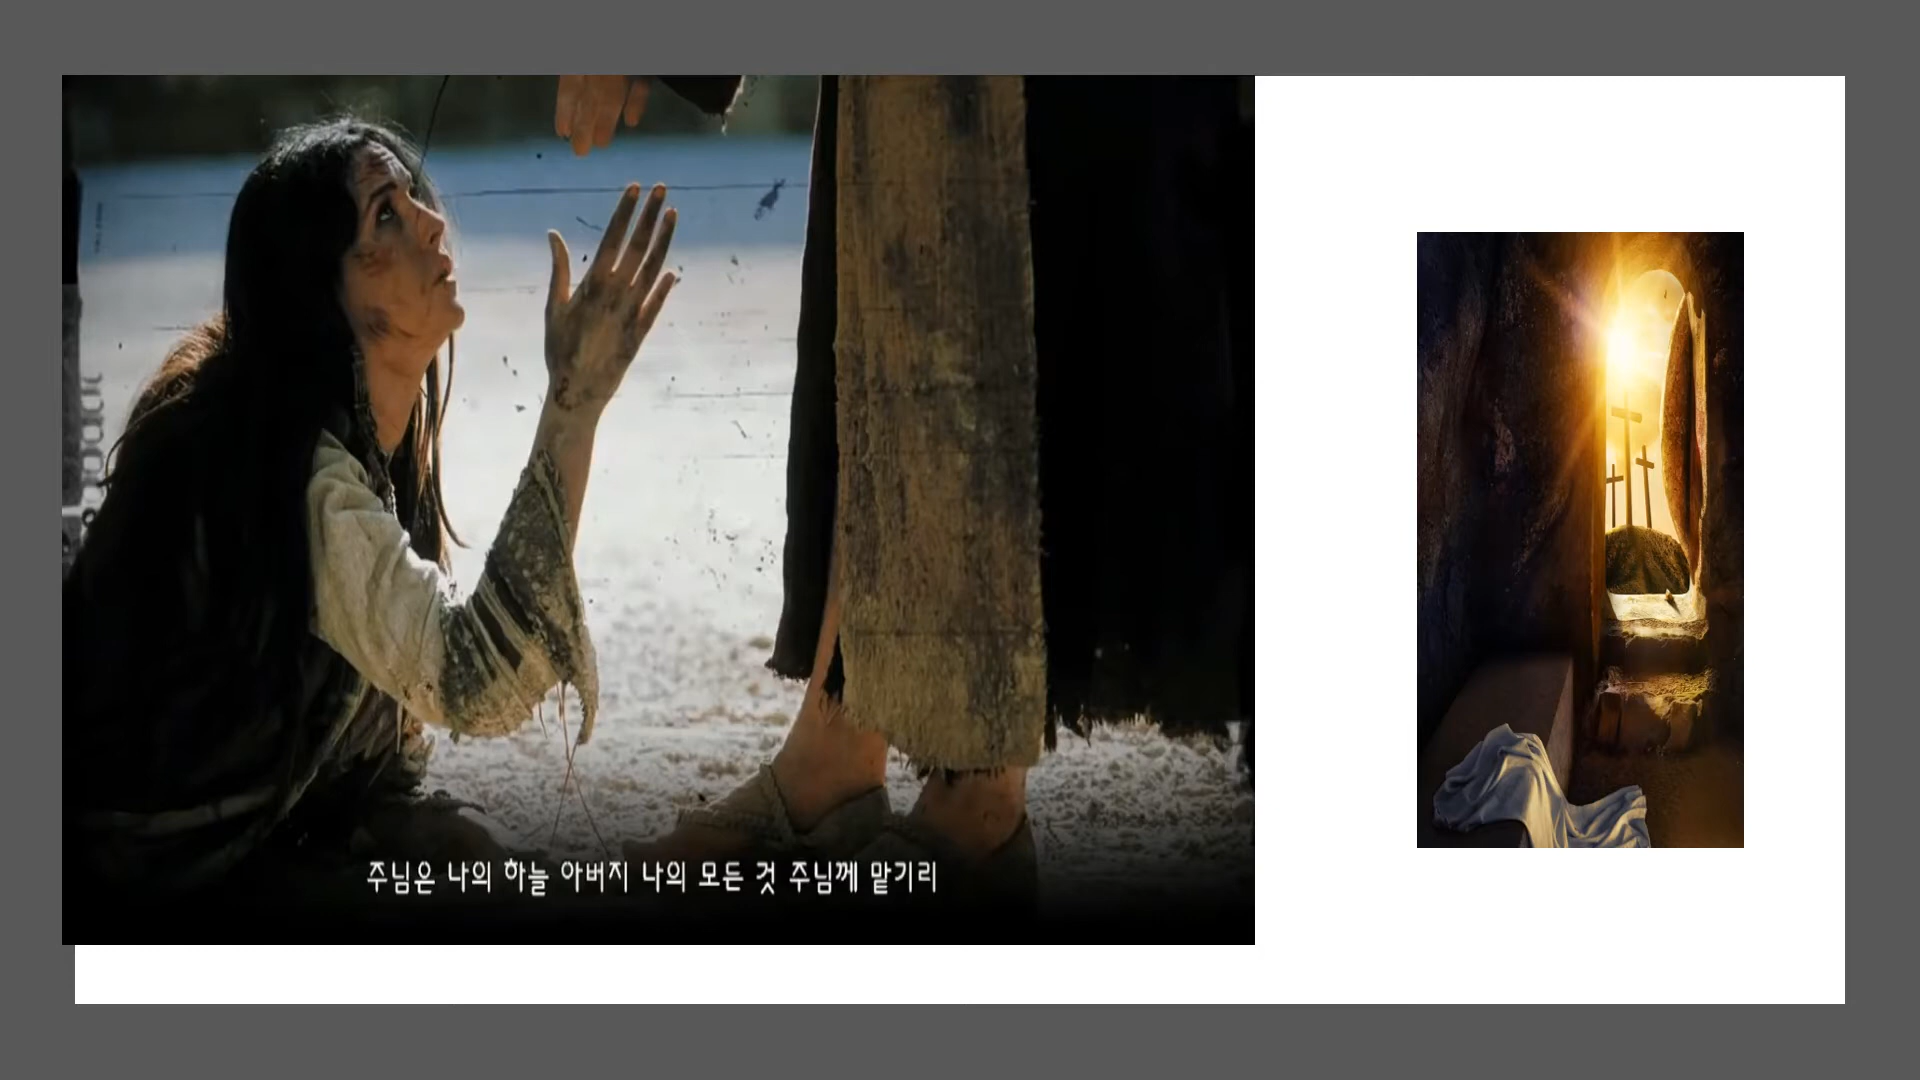 주님은 나의 하늘 아버지 나의 모든 것 주님께 맡기리